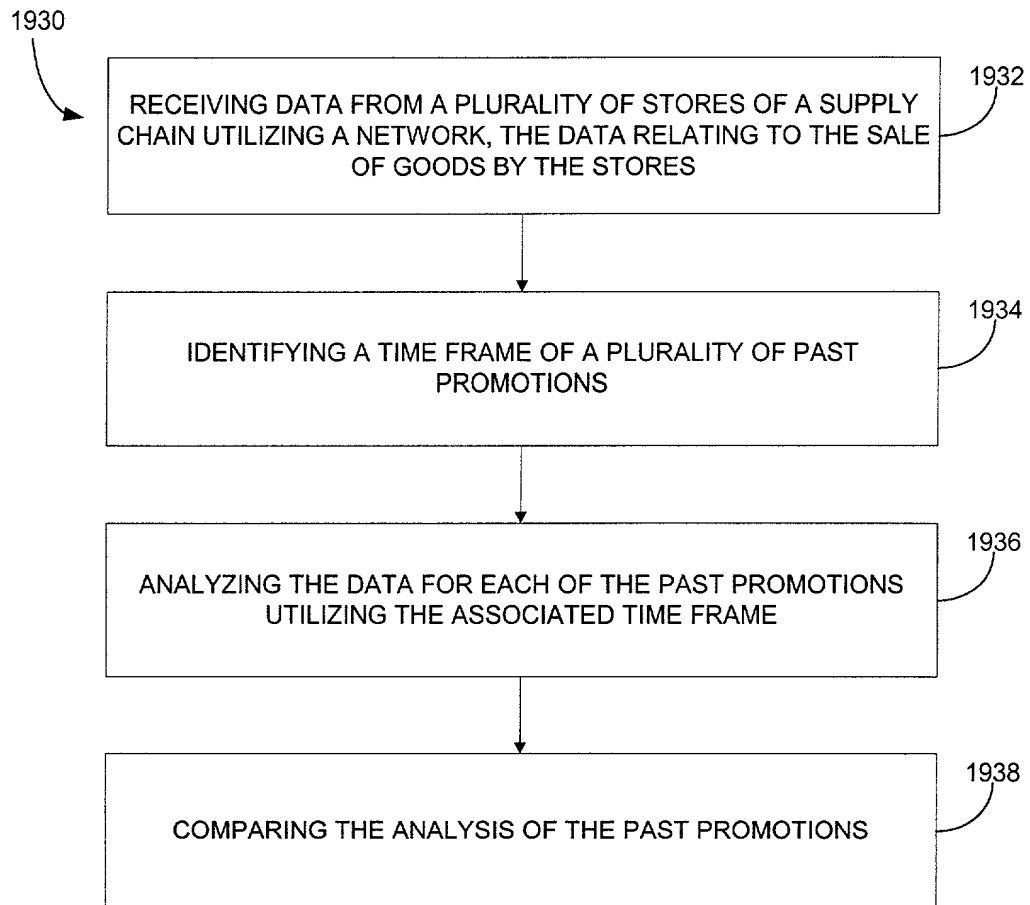 1930
1932
RECEIVING DATA FROM A PLURALITY OF STORES OF A SUPPLY
CHAIN UTILIZING A NETWORK, THE DATA RELATING TO THE SALE
OF GOODS BY THE STORES
1934
IDENTIFYING A TIME FRAME OF A PLURALITY OF PAST
PROMOTIONS
1936
ANALYZING THE DATA FOR EACH OF THE PAST PROMOTIONS
UTILIZING THE ASSOCIATED TIME FRAME
1938
COMPARING THE ANALYSIS OF THE PAST PROMOTIONS